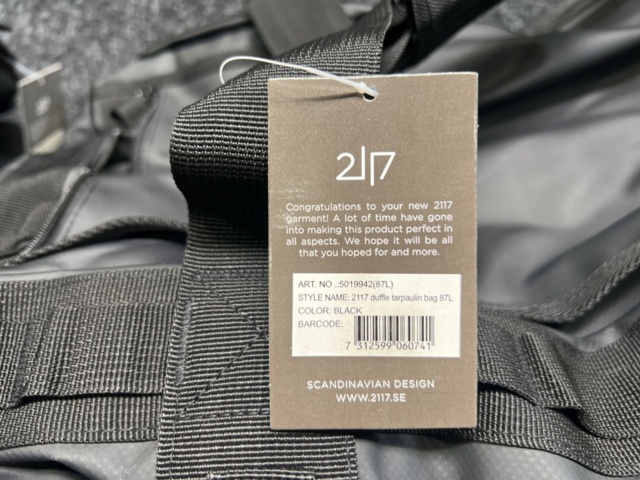 2117
Congratulations to your new 2117
garment! A lot of time have gone
into making this product perfect in
all aspects. We hope it will be all
that you hoped for and more.
ART. NO .:5019942(87L)
STYLE NAME: 2117 duffle tarpaulin bag 87L
COLOR: BLACK
BARCODE:
7 312599 060741
SCANDINAVIAN DESIGN
WWW.2117.SE